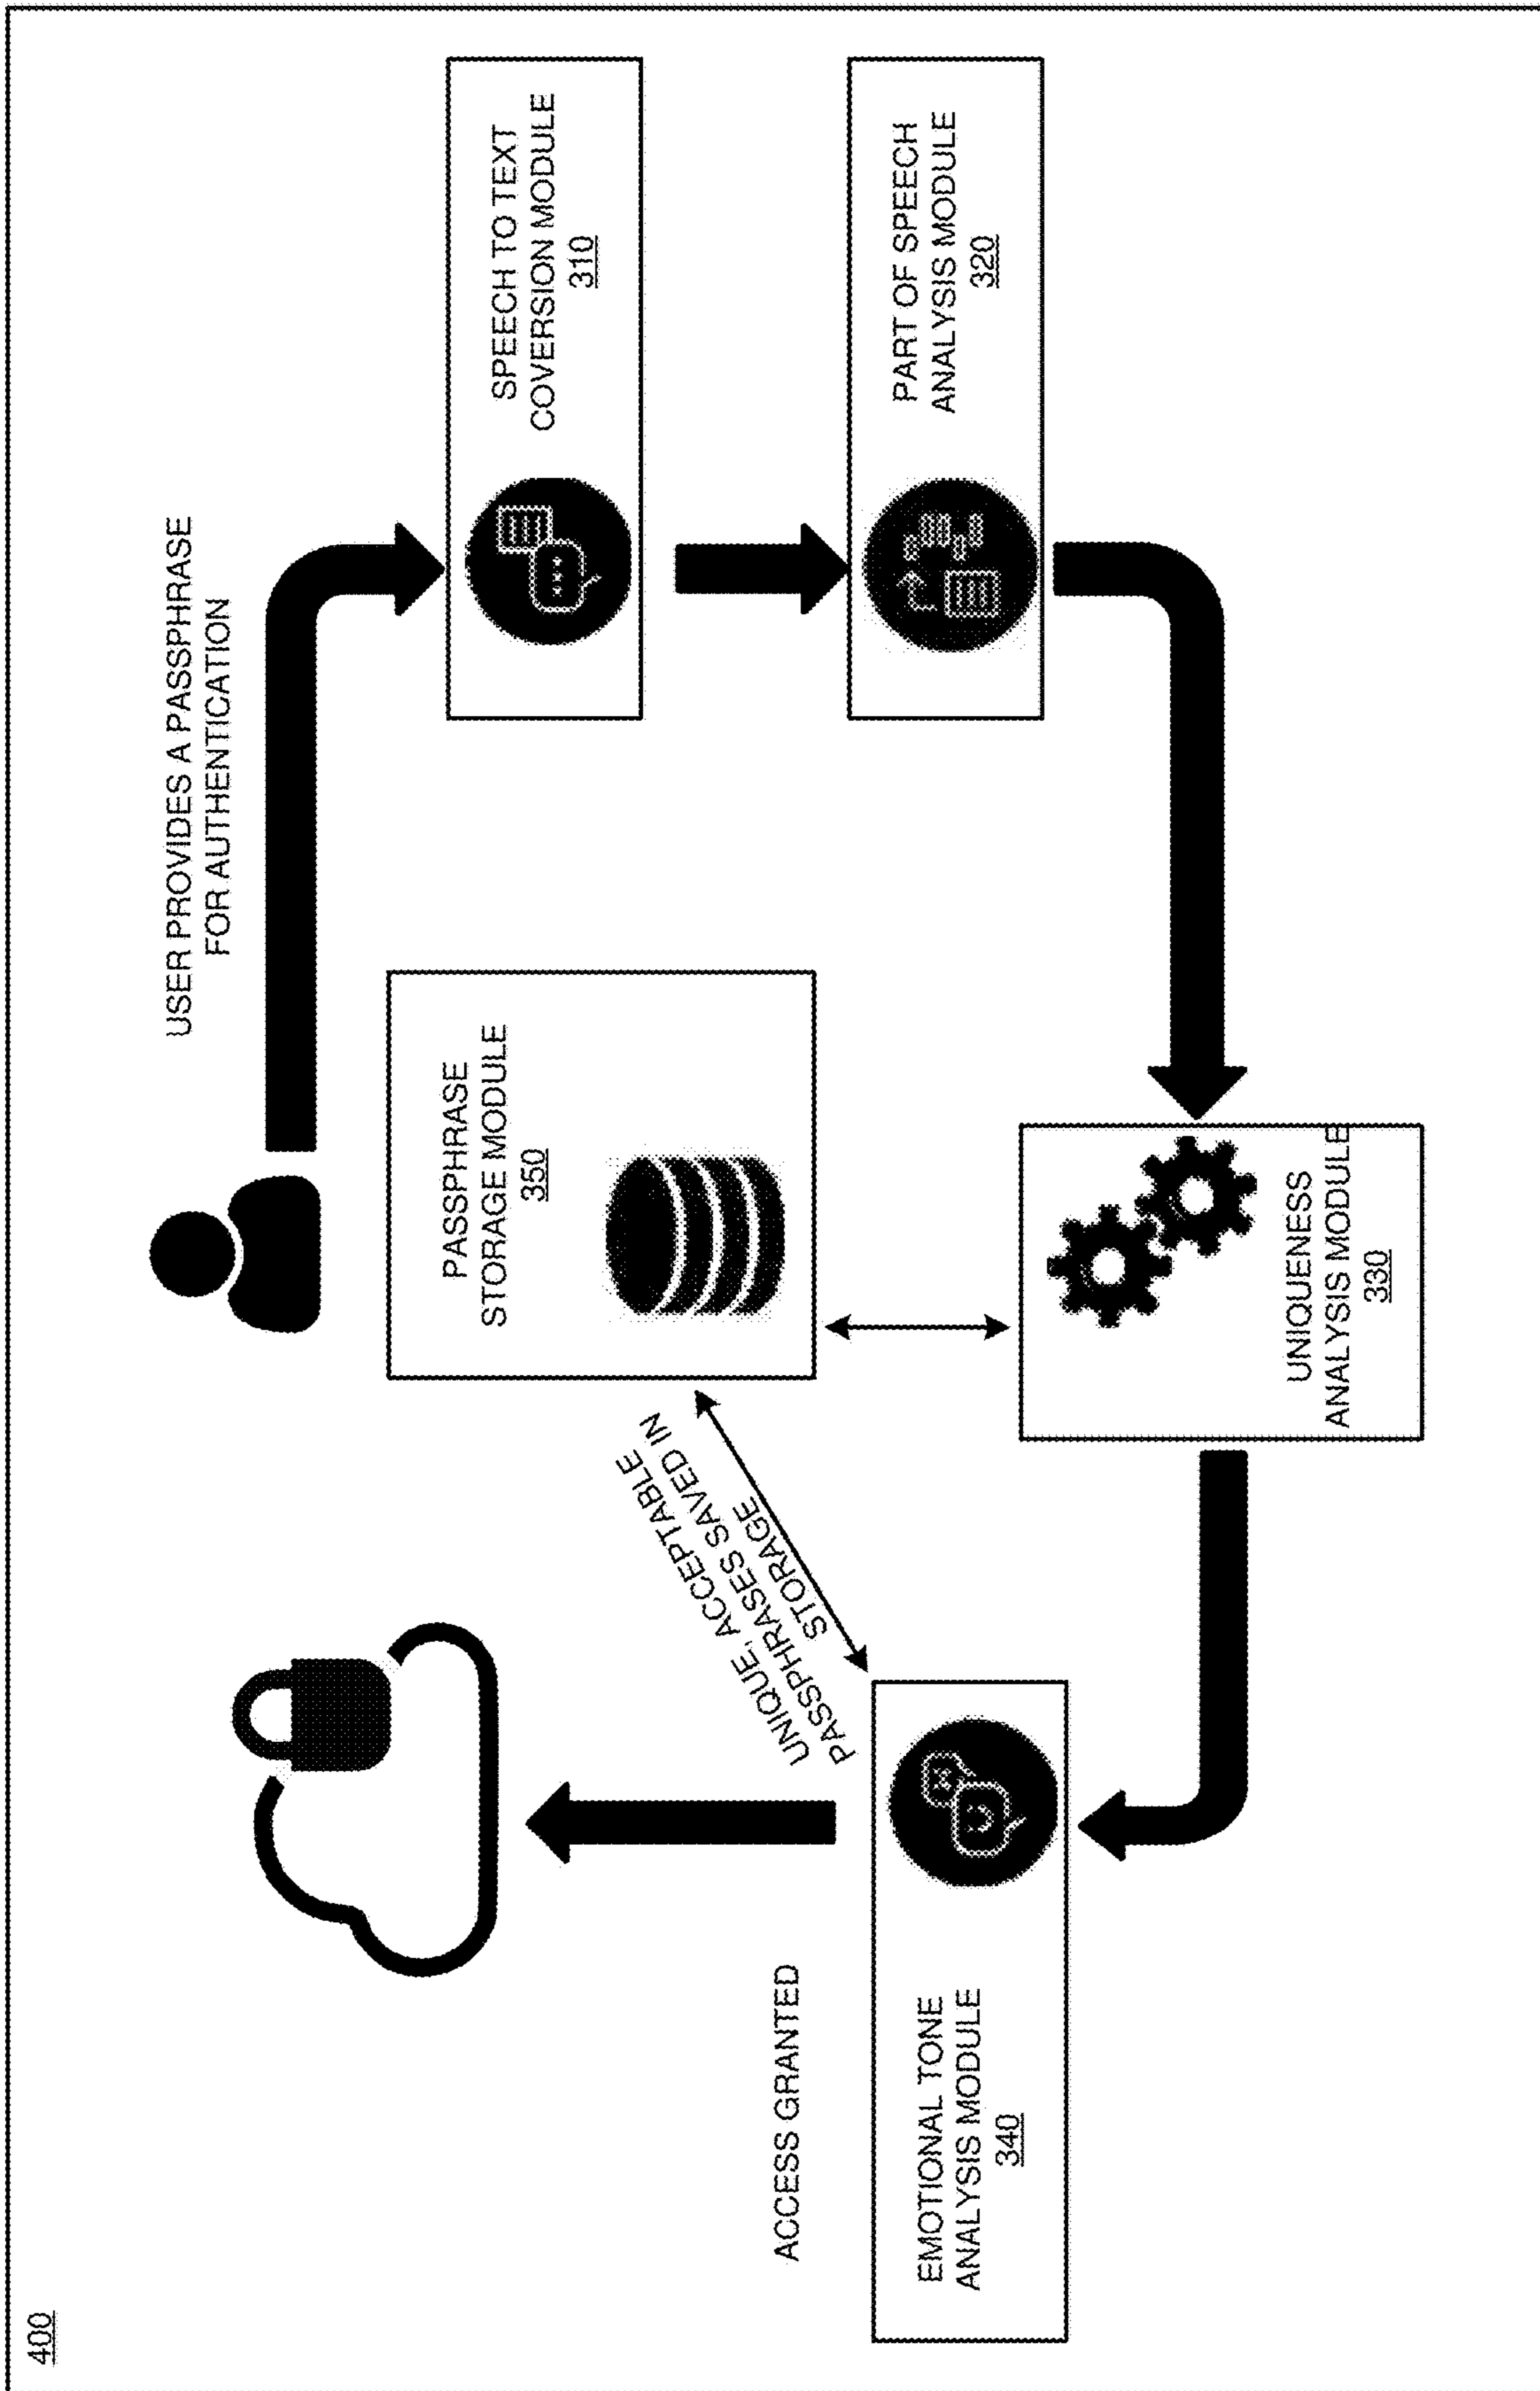 400
USER PROVIDES A PASSPHRASE
FOR AUTHENTICATION
SPEECH TO TEXT
COVERSION MODULE
310
PART OF SPEECH
ANALYSIS MODULE
320
PASSPHRASE
STORAGE MODULE
350
UNIQUENESS
ANALYSIS MODULE
330
UNIQUE, ACCEPTABLE
PASSPHRASES SAVED IN
STORAGE
ACCESS GRANTED
EMOTIONAL TONE
ANALYSIS MODULE
340